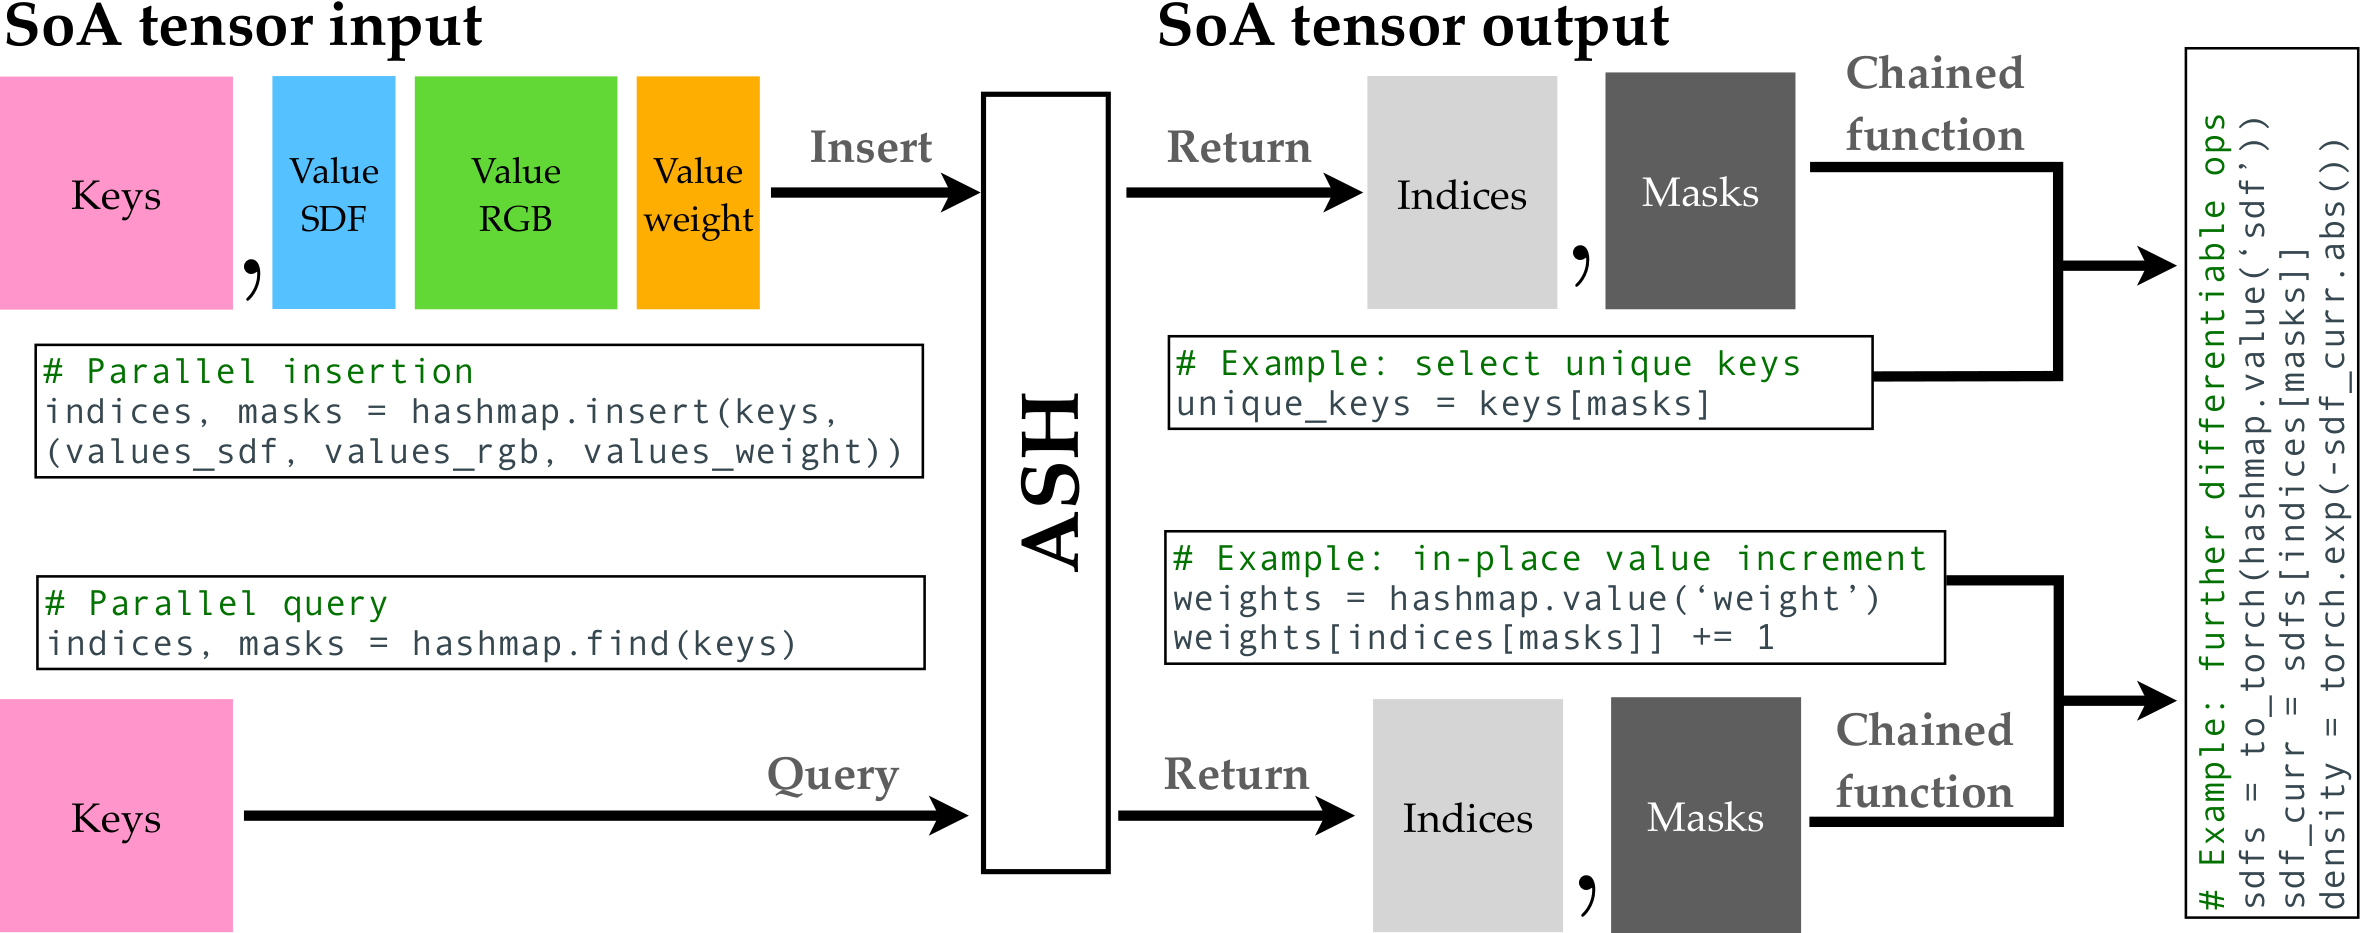 SoA tensor input
Keys
,
Value
SDF
Value
RGB
Value
weight
Insert
# Parallel insertion
indices, masks = hashmap.insert(keys,
(values_sdf, values_rgb, values_weight))
# Parallel query
indices, masks = hashmap.find(keys)
Keys
Query
ASH
SoA tensor output
Return
Indices
,
Masks
Chained
function
# Example: select unique keys
unique_keys = keys[masks]
# Example: in-place value increment
weights = hashmap.value(‘weight’)
weights[indices[masks]] += 1
Return
Indices
,
Masks
Chained
function
# Example: further differentiable ops
sdfs = to_torch(hashmap.value(‘sdf’))
sdf_curr = sdfs[indices[masks]]
density = torch.exp(-sdf_curr.abs())